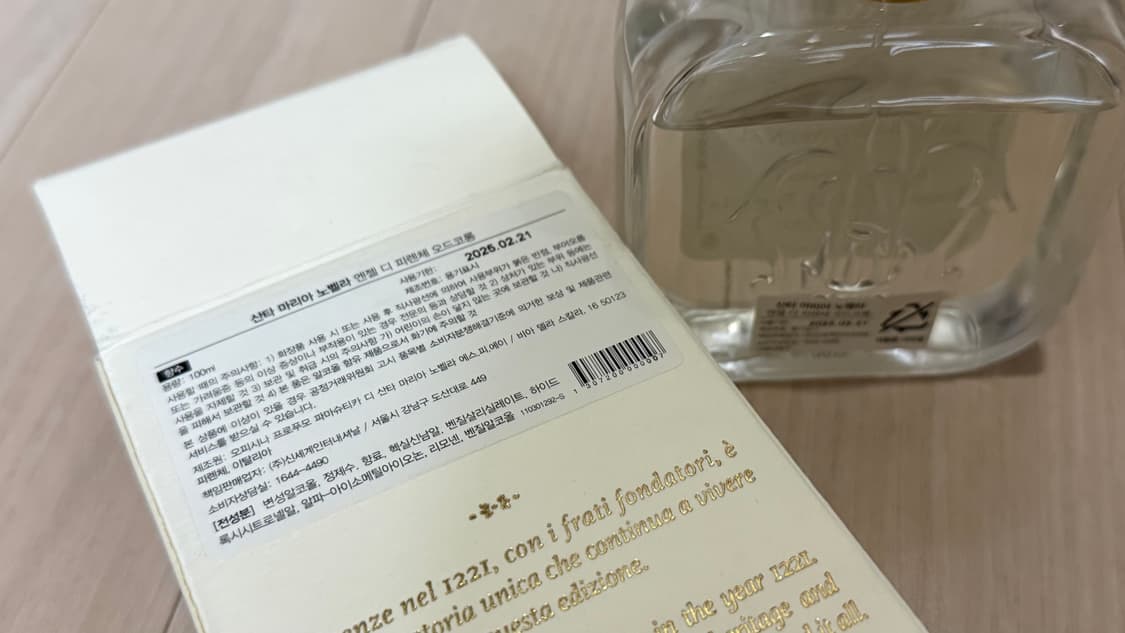 산타 마리아 노벨라 엔젤 디 피렌체 오드코롱
향수
용량: 100ml
사용기한: 2025.02.21
제조번호: 용기표시
사용할 때의 주의사항: 1) 화장품 사용 시 또는 사용 후 직사광선에 의하여 사용부위가 붉은 반점, 부어오름
또는 가려움증 등의 이상 증상이나 부작용이 있는 경우 전문의 등과 상담할 것 2) 상처가 있는 부위 등에는
사용을 자제할 것 3) 보관 및 취급 시의 주의사항 가) 어린이의 손이 닿지 않는 곳에 보관할 것 나) 직사광선
을 피해서 보관할 것 4) 본 품은 알코올 함유 제품으로서 화기에 주의할 것
본 상품에 이상이 있을 경우 공정거래위원회 고시 품목별 소비자분쟁해결기준에 의거한 보상 및 제품관련
서비스를 받으실 수 있습니다.
제조원: 오피시나 프로푸모 파마슈티카 디 산타 마리아 노벨라 에스.피.에이 / 비아 델라 스칼라, 16 50123
피렌체, 이탈리아
책임판매업자: (주)신세계인터내셔날 / 서울시 강남구 도산대로 449
소비자상담실: 1644-4490
[전성분] 변성알코올, 정제수, 향료, 헥실신남알, 벤질살리실레이트, 하이드
록시시트로넬알, 알파-아이소메틸아이오논, 리모넨, 벤질알코올
110001292-S
enze nel 1221, con i frati fondatori, è
toria unica che continua a vivere
questa edizione.
in the year 1221.
heritage and
it all.
산타 마리아 노벨라
2025.02.21